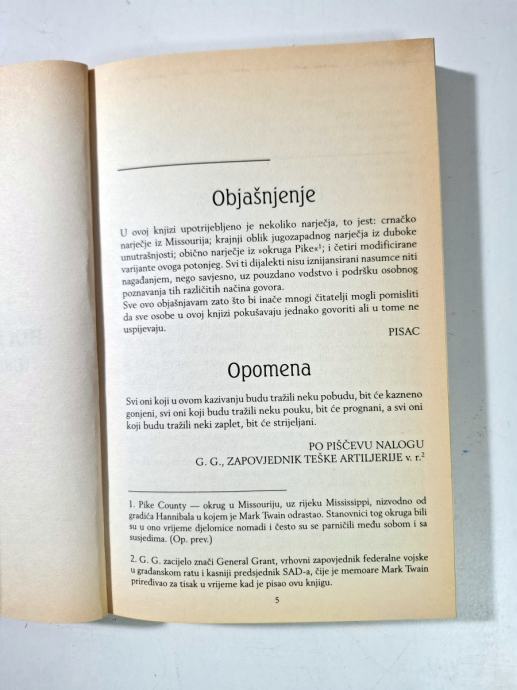 Objašnjenje
U ovoj knjizi upotrijebljeno je nekoliko narječja, to jest: crnačko
narječje iz Missourija; krajnji oblik jugozapadnog narječja iz duboke
unutrašnjosti; obično narječje iz »okruga Pike«¹; i četiri modificirane
varijante ovoga potonjeg. Svi ti dijalekti nisu iznijansirani nasumce niti
nagađanjem, nego savjesno, uz pouzdano vodstvo i podršku osobnog
poznavanja tih različitih načina govora.
Sve ovo objašnjavam zato što bi inače mnogi čitatelji mogli pomisliti
da sve osobe u ovoj knjizi pokušavaju jednako govoriti ali u tome ne
uspijevaju.
PISAC
Opomena
Svi oni koji u ovom kazivanju budu tražili neku pobudu, bit će kazneno
gonjeni, svi oni koji budu tražili neku pouku, bit će prognani, a svi oni
koji budu tražili neki zaplet, bit će strijeljani.
PO PIŠČEVU NALOGU
G. G., ZAPOVJEDNIK TEŠKE ARTILJERIJE v. r.²
1. Pike County — okrug u Missouriju, uz rijeku Mississippi, nizvodno od
gradića Hannibala u kojem je Mark Twain odrastao. Stanovnici tog okruga bili
su u ono vrijeme djelomice nomadi i često su se parničili među sobom i sa
susjedima. (Op. prev.)
2. G. G. zacijelo znači General Grant, vrhovni zapovjednik federalne vojske
u građanskom ratu i kasniji predsjednik SAD-a, čije je memoare Mark Twain
priređivao za tisak u vrijeme kad je pisao ovu knjigu.
5